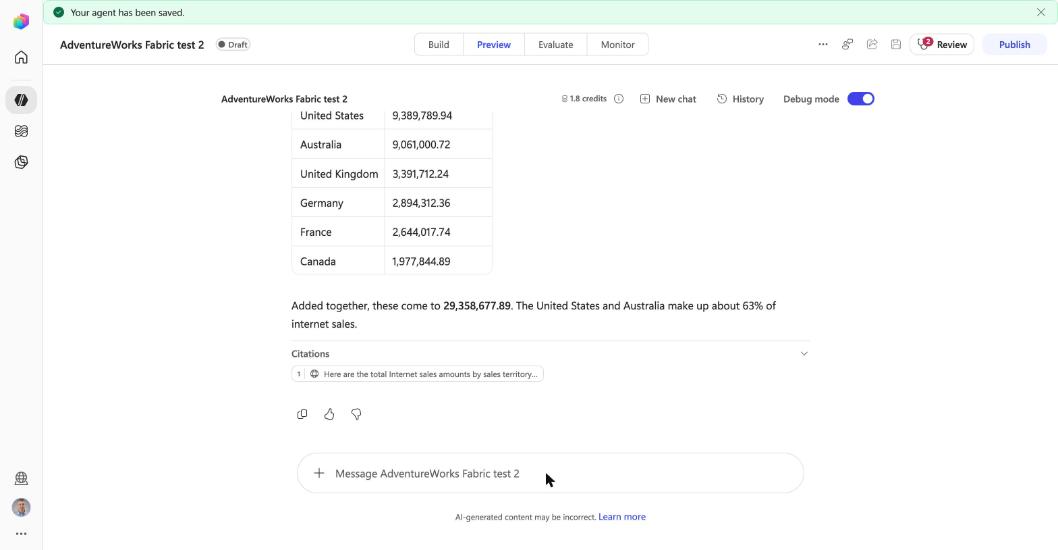 Your agent has been saved.
AdventureWorks Fabric test 2
Draft
Build
Preview
Evaluate
Monitor
2
Review
Publish
AdventureWorks Fabric test 2
1.8 credits
New chat
History
Debug mode
United States 9,389,789.94
Australia 9,061,000.72
United Kingdom 3,391,712.24
Germany 2,894,312.36
France 2,644,017.74
Canada 1,977,844.89
Added together, these come to 29,358,677.89. The United States and Australia make up about 63% of
internet sales.
Citations
1 Here are the total Internet sales amounts by sales territory...
Message AdventureWorks Fabric test 2
AI-generated content may be incorrect. Learn more